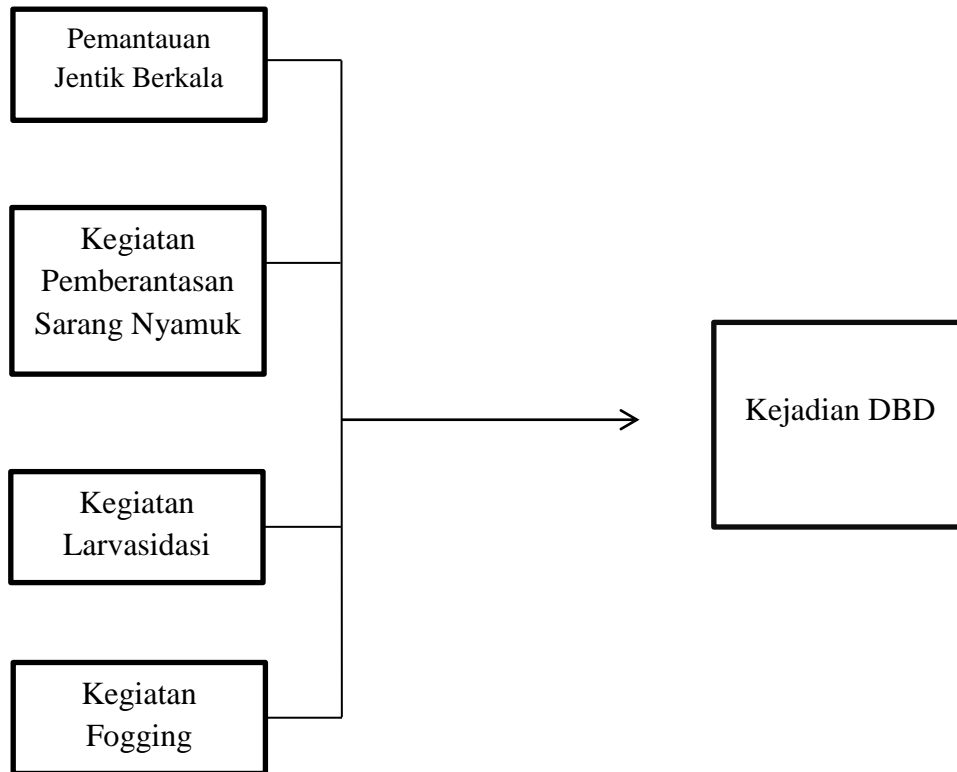 Pemantauan
Jentik Berkala
Kegiatan
Pemberantasan
Sarang Nyamuk
Kejadian DBD
Kegiatan
Larvasidasi
Kegiatan
Fogging